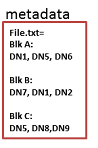 metadata
File.txt=
Blk A:
DN1, DN5, DN6
Blk B:
DN7, DN1, DN2
Blk C:
DN5, DN8,DN9